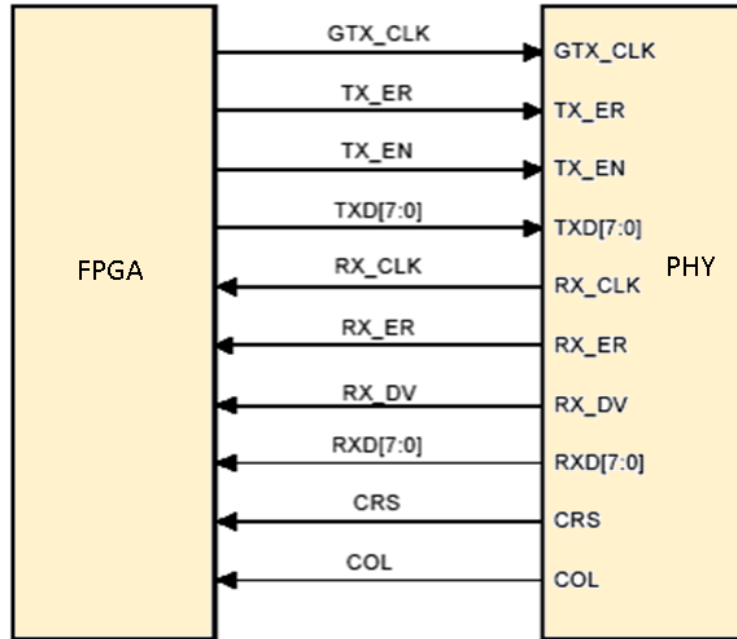 GTX_CLK GTX_CLK
TX_ER TX_ER
TX_EN TX_EN
TXD[7:0] TXD[7:0]
FPGA RX_CLK RX_CLK PHY
RX_ER RX_ER
RX_DV RX_DV
RXD[7:0] RXD[7:0]
CRS CRS
COL COL